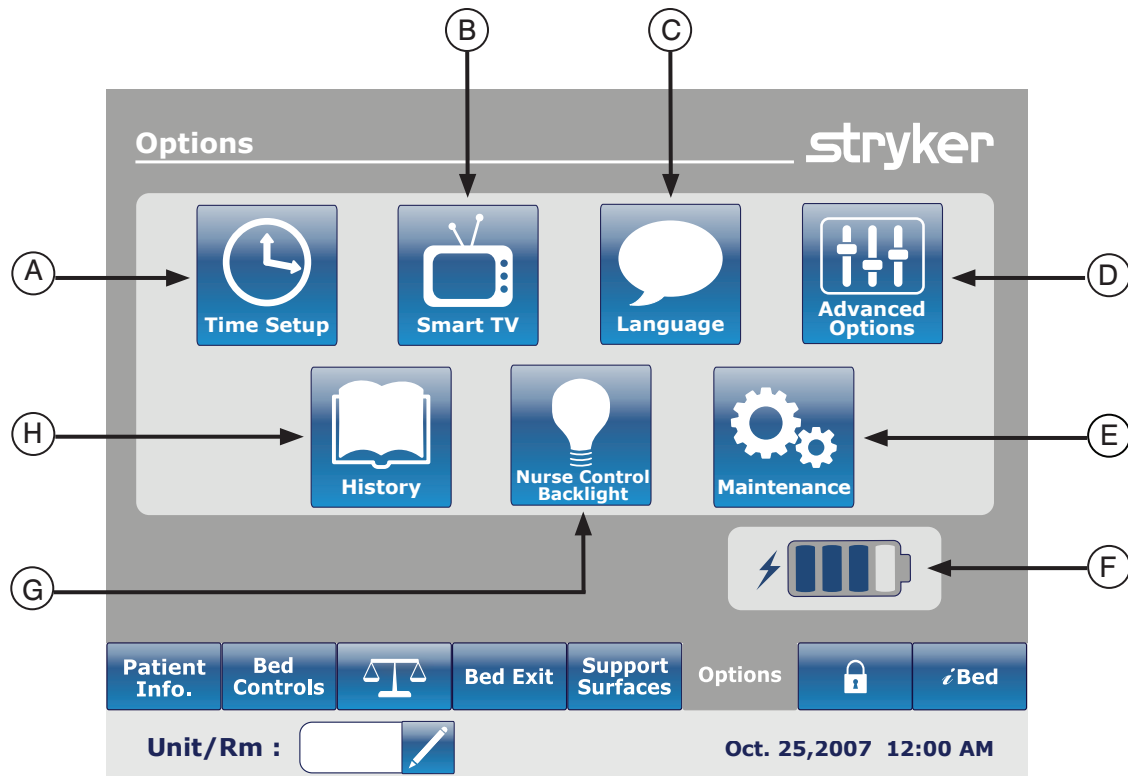 B
C
Options
stryker
A
Time Setup
Smart TV
Language
Advanced
Options
D
H
History
Nurse Control
Backlight
Maintenance
E
G
F
Patient
Info.
Bed
Controls
Bed Exit
Support
Surfaces
Options
iBed
Unit/Rm :
Oct. 25,2007 12:00 AM